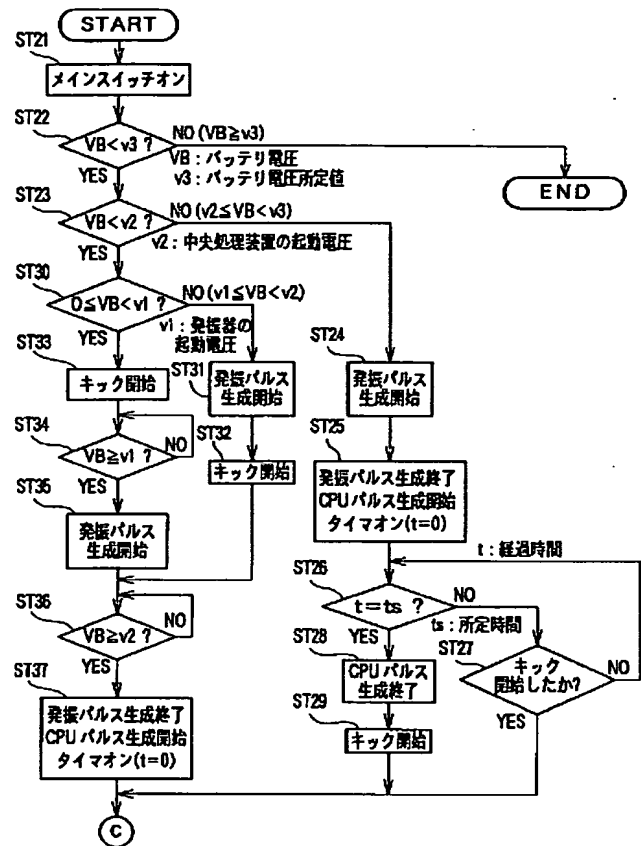 START
ST21
メインスイッチオン
ST22
VB<v3 ?
NO(VB≧v3)
VB：バッテリ電圧
v3：バッテリ電圧所定値
YES
END
ST23
VB<v2 ?
NO(v2≦VB<v3)
v2：中央処理装置の起動電圧
YES
ST30
0≦VB<v1 ?
NO(v1≦VB<v2)
v1：発振器の
起動電圧
YES
ST33
キック開始
ST31
発振パルス
生成開始
ST24
発振パルス
生成開始
ST34
VB≧v1 ?
NO
YES
ST32
キック開始
ST25
発振パルス生成終了
CPUパルス生成開始
タイマオン(t=0)
ST35
発振パルス
生成開始
t：経過時間
ST26
t=ts ?
NO
ts：所定時間
YES
ST36
VB≧v2 ?
NO
YES
ST27
キック
開始したか?
NO
YES
ST28
CPUパルス
生成終了
ST29
キック開始
ST37
発振パルス生成終了
CPUパルス生成開始
タイマオン(t=0)
C